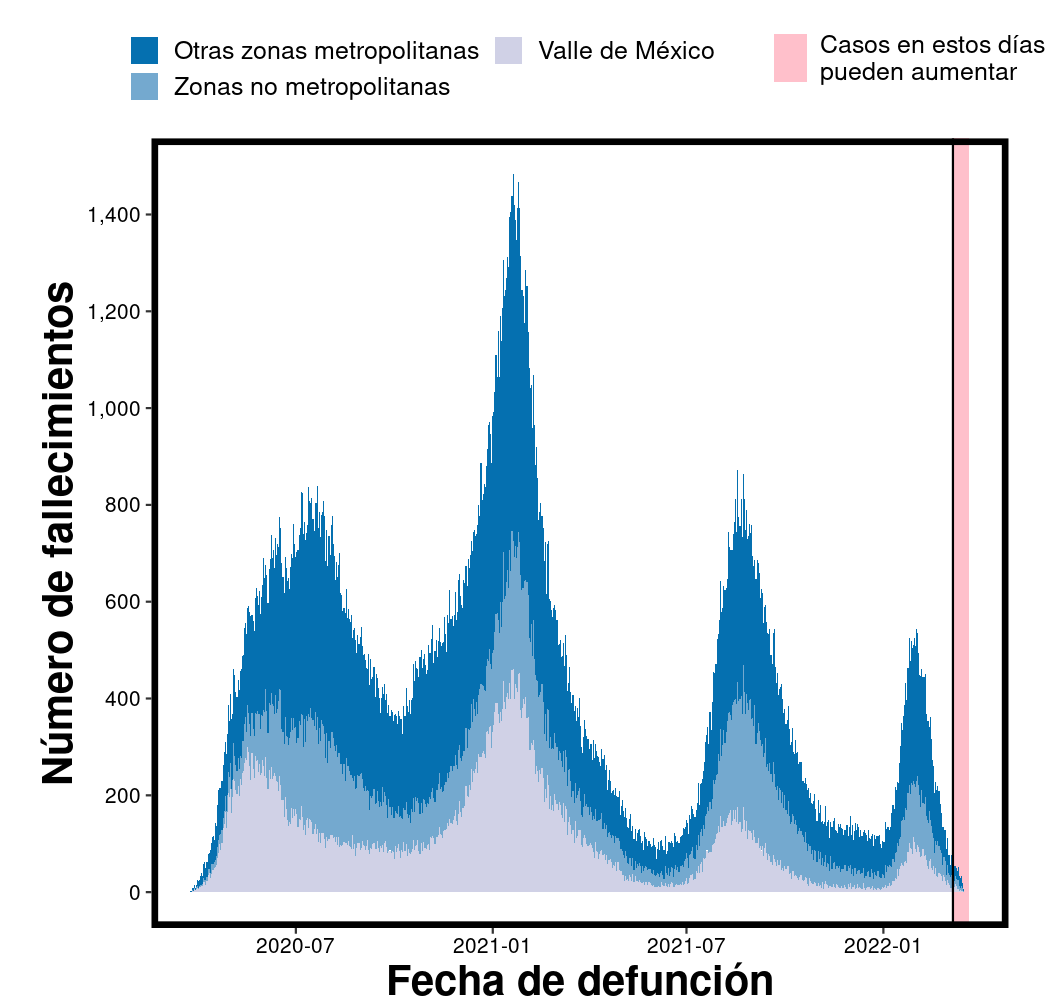 Otras zonas metropolitanas
Valle de México
Zonas no metropolitanas
Casos en estos días
pueden aumentar
Número de fallecimientos
1,400
1,200
1,000
800
600
400
200
0
2020-07
2021-01
2021-07
2022-01
Fecha de defunción